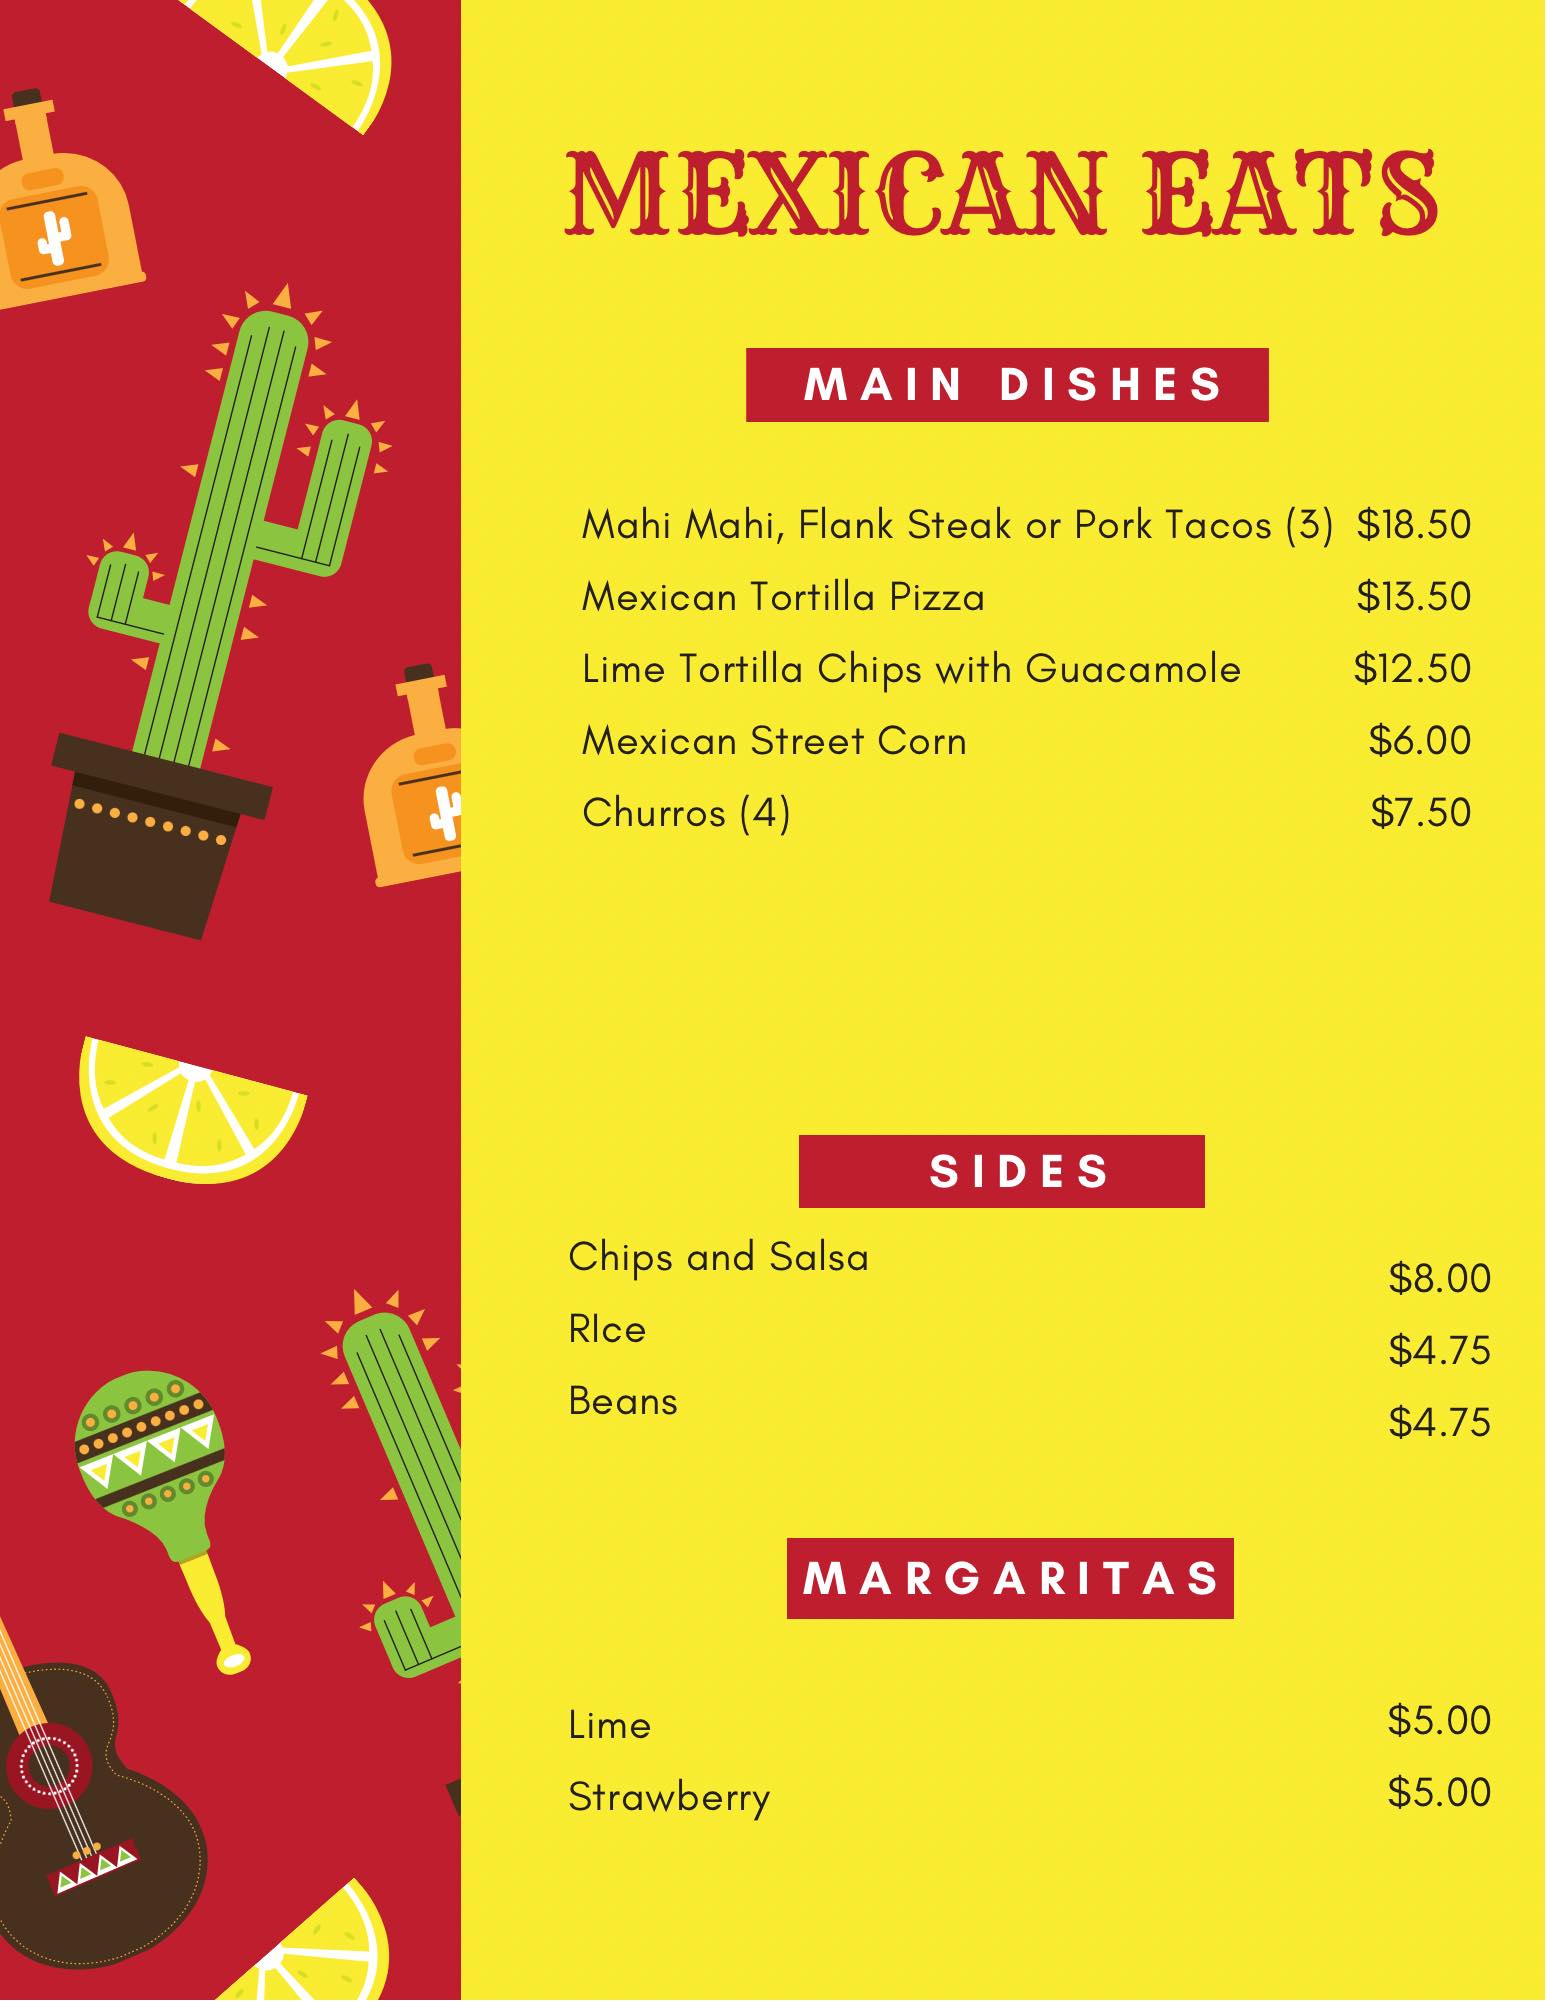 MEXICAN EATS
MAIN DISHES
Mahi Mahi, Flank Steak or Pork Tacos (3) $18.50
Mexican Tortilla Pizza $13.50
Lime Tortilla Chips with Guacamole $12.50
Mexican Street Corn $6.00
Churros (4) $7.50
SIDES
Chips and Salsa $8.00
RIce $4.75
Beans $4.75
MARGARITAS
Lime $5.00
Strawberry $5.00